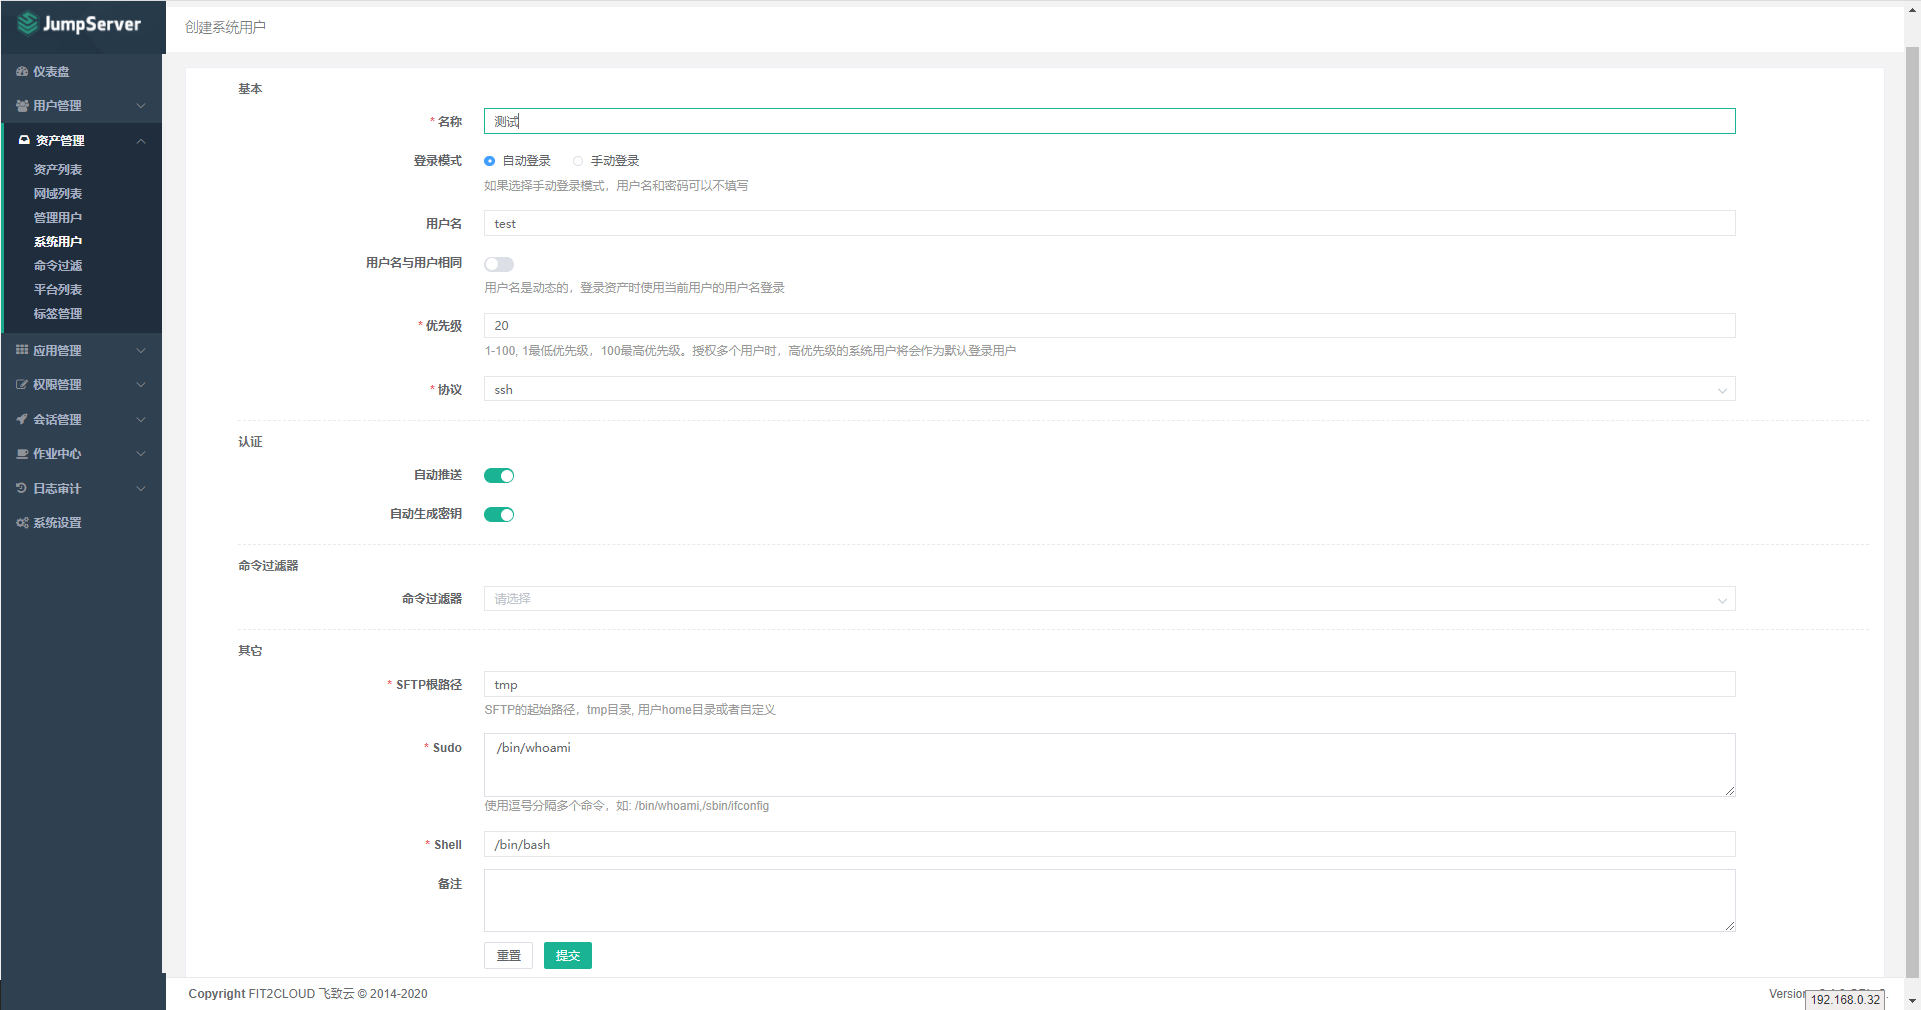 JumpServer
创建系统用户
仪表盘
用户管理
资产管理
资产列表
网域列表
管理用户
系统用户
命令过滤
平台列表
标签管理
应用管理
权限管理
会话管理
作业中心
日志审计
系统设置
基本
* 名称 测试
登录模式 自动登录 手动登录
如果选择手动登录模式，用户名和密码可以不填写
用户名 test
用户名与用户相同
用户名是动态的，登录资产时使用当前用户的用户名登录
* 优先级 20
1-100, 1最低优先级，100最高优先级。授权多个用户时，高优先级的系统用户将会作为默认登录用户
* 协议 ssh
认证
自动推送
自动生成密钥
命令过滤器
命令过滤器 请选择
其它
* SFTP根路径 tmp
SFTP的起始路径，tmp目录, 用户home目录或者自定义
* Sudo /bin/whoami
使用逗号分隔多个命令，如: /bin/whoami,/sbin/ifconfig
* Shell /bin/bash
备注
重置 提交
Copyright FIT2CLOUD 飞致云 © 2014-2020
Version
192.168.0.32